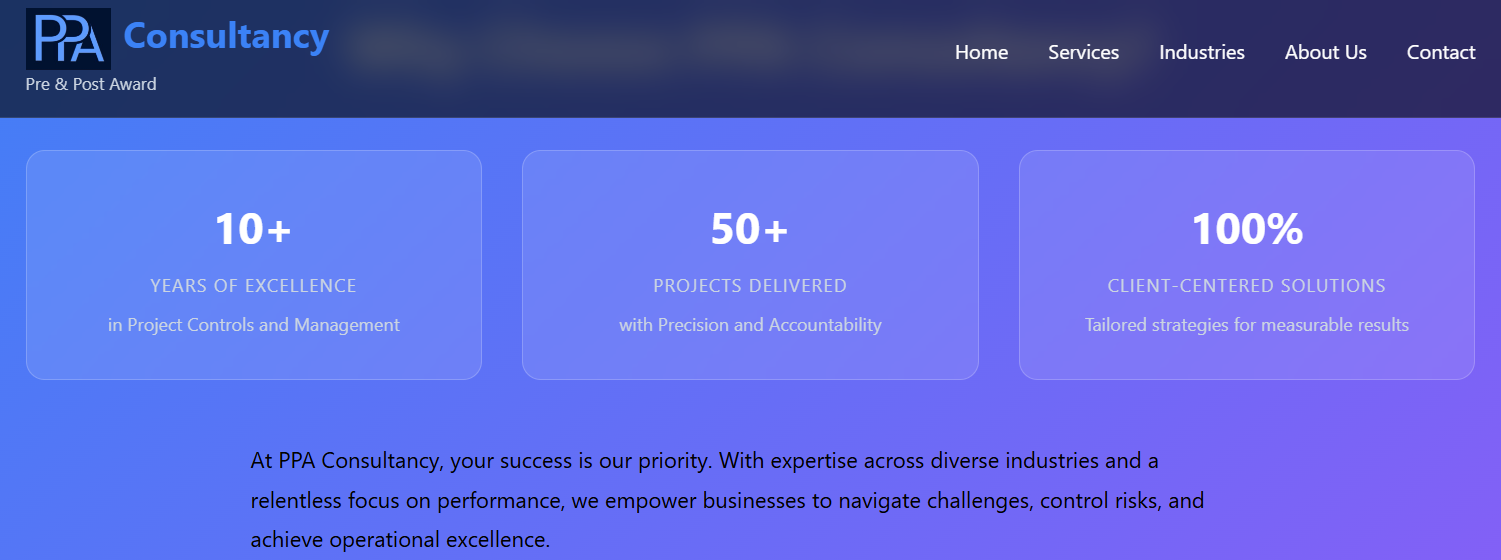 PPA Consultancy
Pre & Post Award
Home Services Industries About Us Contact
10+
YEARS OF EXCELLENCE
in Project Controls and Management
50+
PROJECTS DELIVERED
with Precision and Accountability
100%
CLIENT-CENTERED SOLUTIONS
Tailored strategies for measurable results
At PPA Consultancy, your success is our priority. With expertise across diverse industries and a
relentless focus on performance, we empower businesses to navigate challenges, control risks, and
achieve operational excellence.